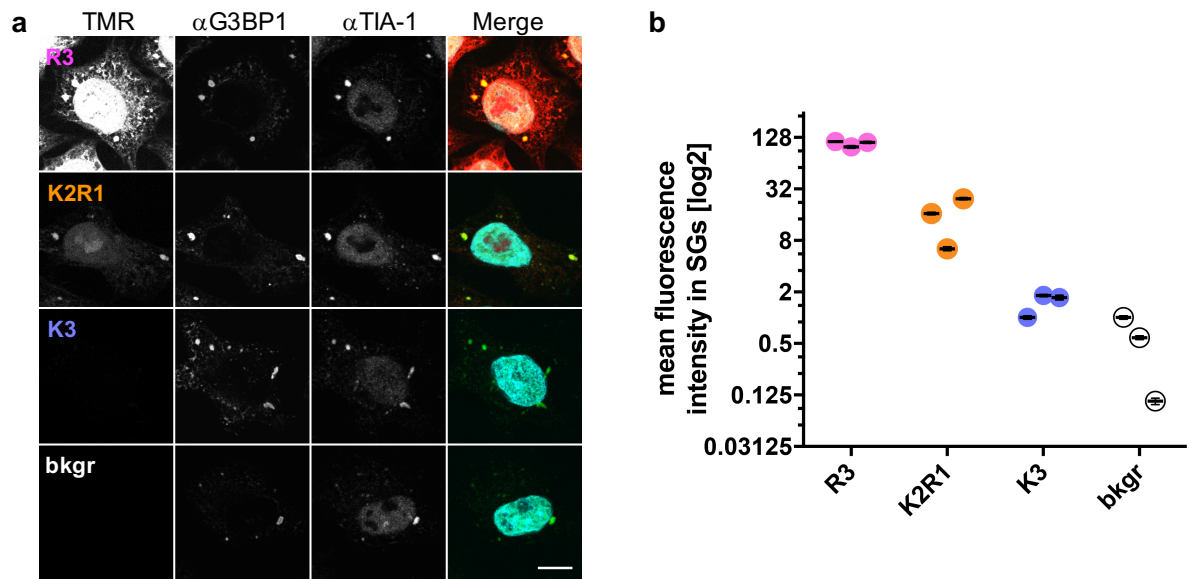 a
TMR αG3BP1 αTIA-1 Merge
R3
K2R1
K3
bkgr
b
mean fluorescence
intensity in SGs [log2]
128
32
8
2
0.5
0.125
0.03125
R3 K2R1 K3 bkgr